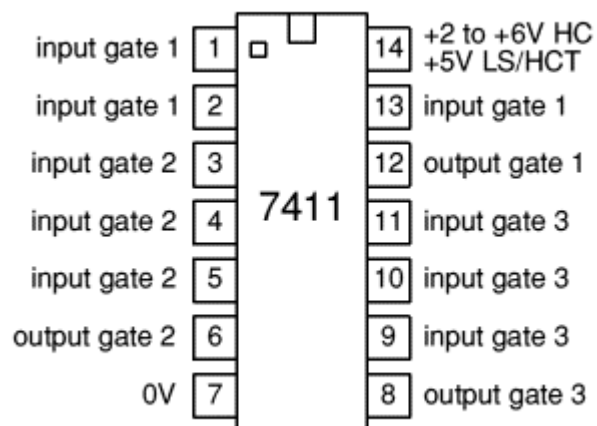 input gate 1 1
input gate 1 2
input gate 2 3
input gate 2 4
input gate 2 5
output gate 2 6
0V 7
7411
14 +2 to +6V HC
+5V LS/HCT
13 input gate 1
12 output gate 1
11 input gate 3
10 input gate 3
9 input gate 3
8 output gate 3